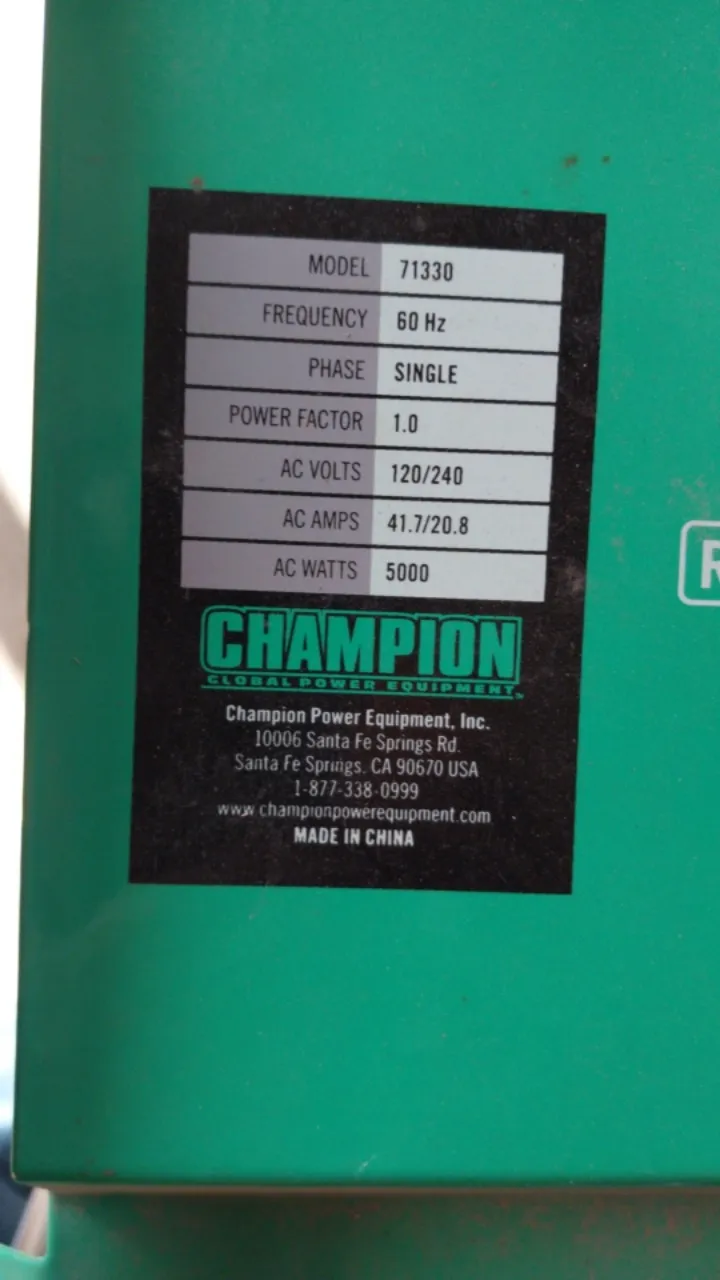 MODEL 71330
FREQUENCY 60 Hz
PHASE SINGLE
POWER FACTOR 1.0
AC VOLTS 120/240
AC AMPS 41.7/20.8
AC WATTS 5000
CHAMPION
GLOBAL POWER EQUIPMENT™
Champion Power Equipment, Inc.
10006 Santa Fe Springs Rd.
Santa Fe Springs, CA 90670 USA
1-877-338-0999
www.championpowerequipment.com
MADE IN CHINA
R